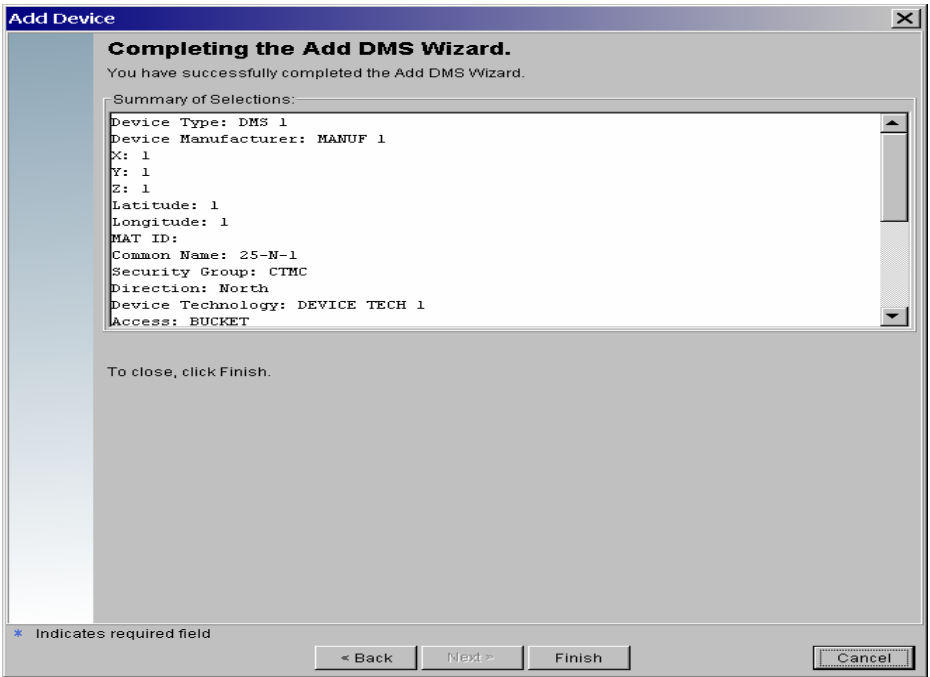 Add Device
Completing the Add DMS Wizard.
You have successfully completed the Add DMS Wizard.
Summary of Selections:
Device Type: DMS 1
Device Manufacturer: MANUF 1
X: 1
Y: 1
Z: 1
Latitude: 1
Longitude: 1
MAT ID:
Common Name: 25-N-1
Security Group: CTMC
Direction: North
Device Technology: DEVICE TECH 1
Access: BUCKET
To close, click Finish.
* Indicates required field
< Back Next > Finish Cancel